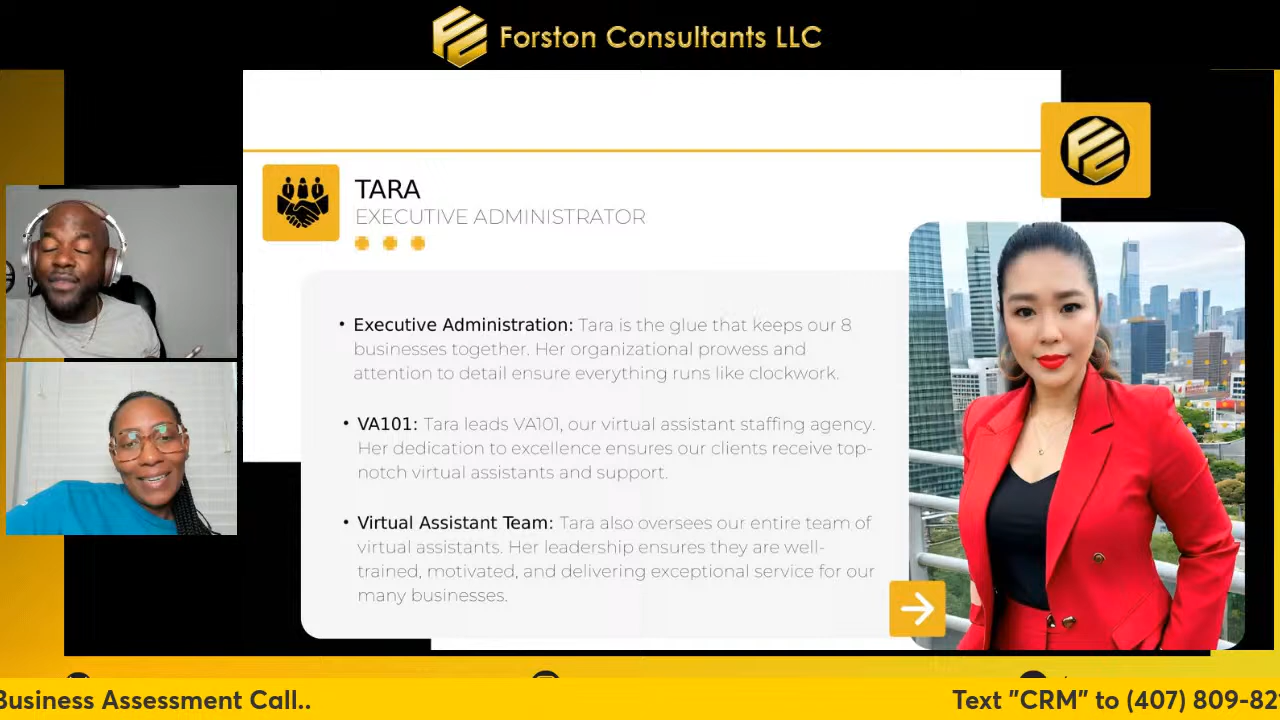 Forston Consultants LLC
TARA
EXECUTIVE ADMINISTRATOR
• Executive Administration: Tara is the glue that keeps our 8
businesses together. Her organizational prowess and
attention to detail ensure everything runs like clockwork.
• VA101: Tara leads VA101, our virtual assistant staffing agency.
Her dedication to excellence ensures our clients receive top-
notch virtual assistants and support.
• Virtual Assistant Team: Tara also oversees our entire team of
virtual assistants. Her leadership ensures they are well-
trained, motivated, and delivering exceptional service for our
many businesses.
Business Assessment Call..
Text "CRM" to (407) 809-82